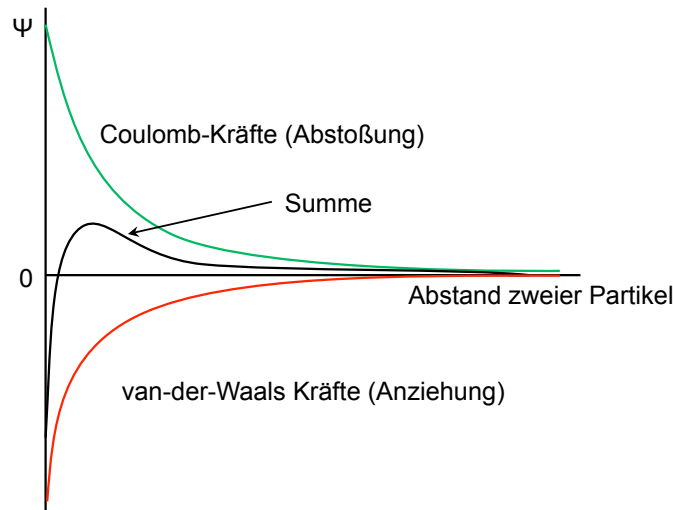 Ψ
Coulomb-Kräfte (Abstoßung)
Summe
0
Abstand zweier Partikel
van-der-Waals Kräfte (Anziehung)